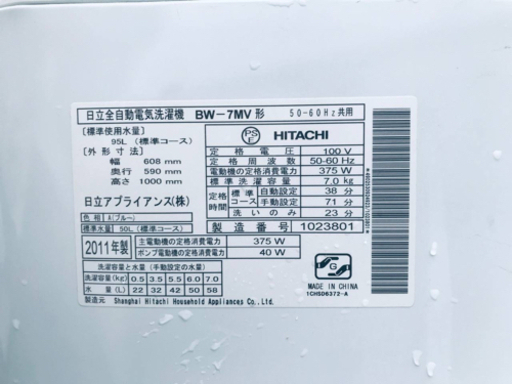 日立全自動電気洗濯機 BW-7MV形 50-60Hz共用
[標準使用水量]
95L (標準コース)
[外形寸法]
幅 608 mm
奥行 590 mm
高さ 1000 mm
日立アプライアンス(株)
PSE HITACHI
定格電圧 100 V
定格周波数 50-60 Hz
電動機の定格消費電力 375 W
標準洗濯容量 7.0 kg
定格時間 標準コース 自動設定 38 分
手動設定 71 分
洗いのみ 23 分
色 A(ブルー)
標準水量 50L (標準コース)
製造番号 1023801
2011年製
主電動機の定格消費電力 375 W
ポンプ電動機の定格消費電力 40 W
洗濯容量と水量 (手動設定の水量)
洗濯容量(kg) 0.5 3.5 5.5 6.0 7.0
水量(L) 22 32 42 50 58
製造元 Shanghai Hitachi Household Appliances Co.,Ltd.
G
MADE IN CHINA
1CHS06372-A